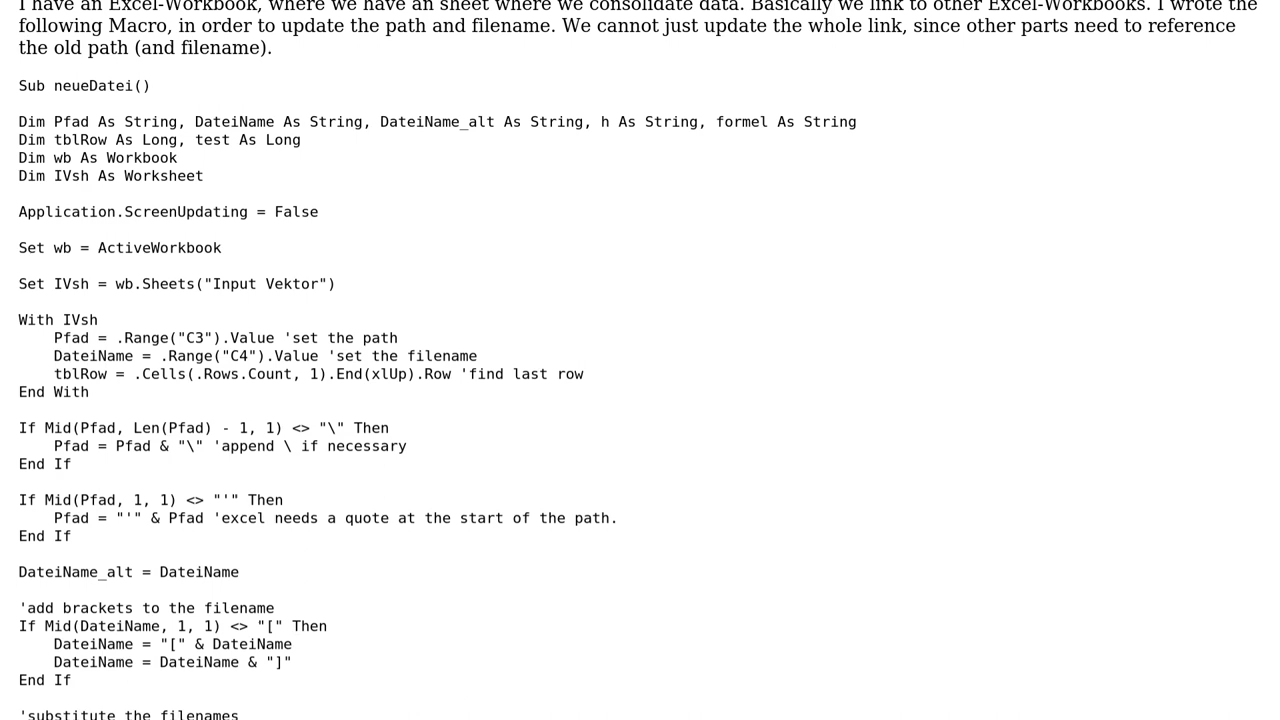 I have an Excel-Workbook, where we have an sheet where we consolidate data. Basically we link to other Excel-Workbooks. I wrote the
following Macro, in order to update the path and filename. We cannot just update the whole link, since other parts need to reference
the old path (and filename).
Sub neueDatei()
Dim Pfad As String, DateiName As String, DateiName_alt As String, h As String, formel As String
Dim tblRow As Long, test As Long
Dim wb As Workbook
Dim IVsh As Worksheet
Application.ScreenUpdating = False
Set wb = ActiveWorkbook
Set IVsh = wb.Sheets("Input Vektor")
With IVsh
    Pfad = .Range("C3").Value 'set the path
    DateiName = .Range("C4").Value 'set the filename
    tblRow = .Cells(.Rows.Count, 1).End(xlUp).Row 'find last row
End With
If Mid(Pfad, Len(Pfad) - 1, 1) <> "\" Then
    Pfad = Pfad & "\" 'append \ if necessary
End If
If Mid(Pfad, 1, 1) <> "'" Then
    Pfad = "'" & Pfad 'excel needs a quote at the start of the path.
End If
DateiName_alt = DateiName
'add brackets to the filename
If Mid(DateiName, 1, 1) <> "[" Then
    DateiName = "[" & DateiName
    DateiName = DateiName & "]"
End If
'substitute the filenames